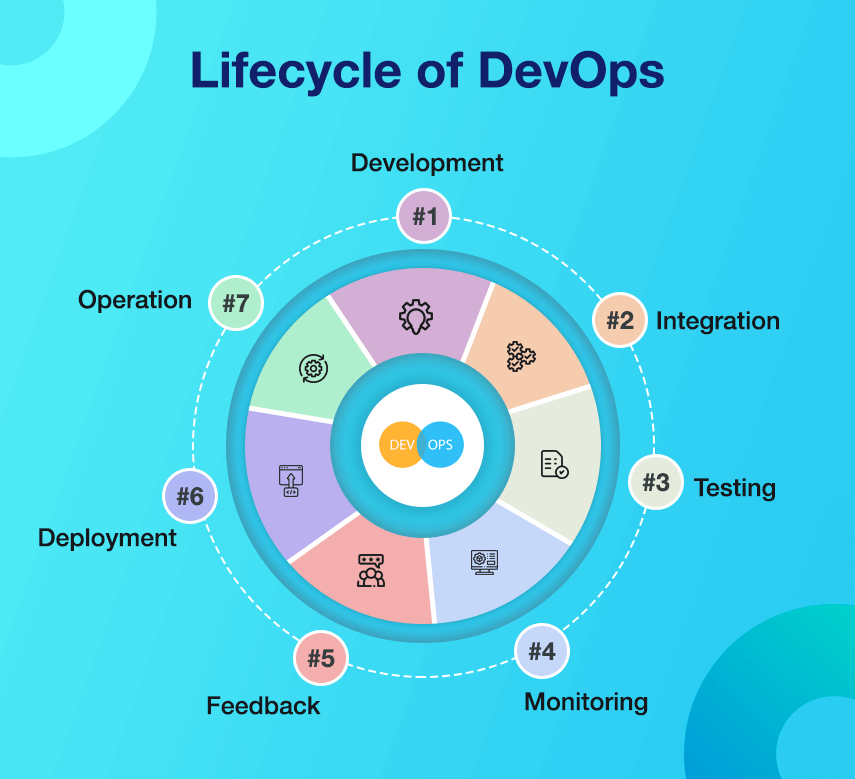 Lifecycle of DevOps
Development
#1
#2
Integration
#3
Testing
#4
Monitoring
#5
Feedback
#6
Deployment
#7
Operation
DEV OPS